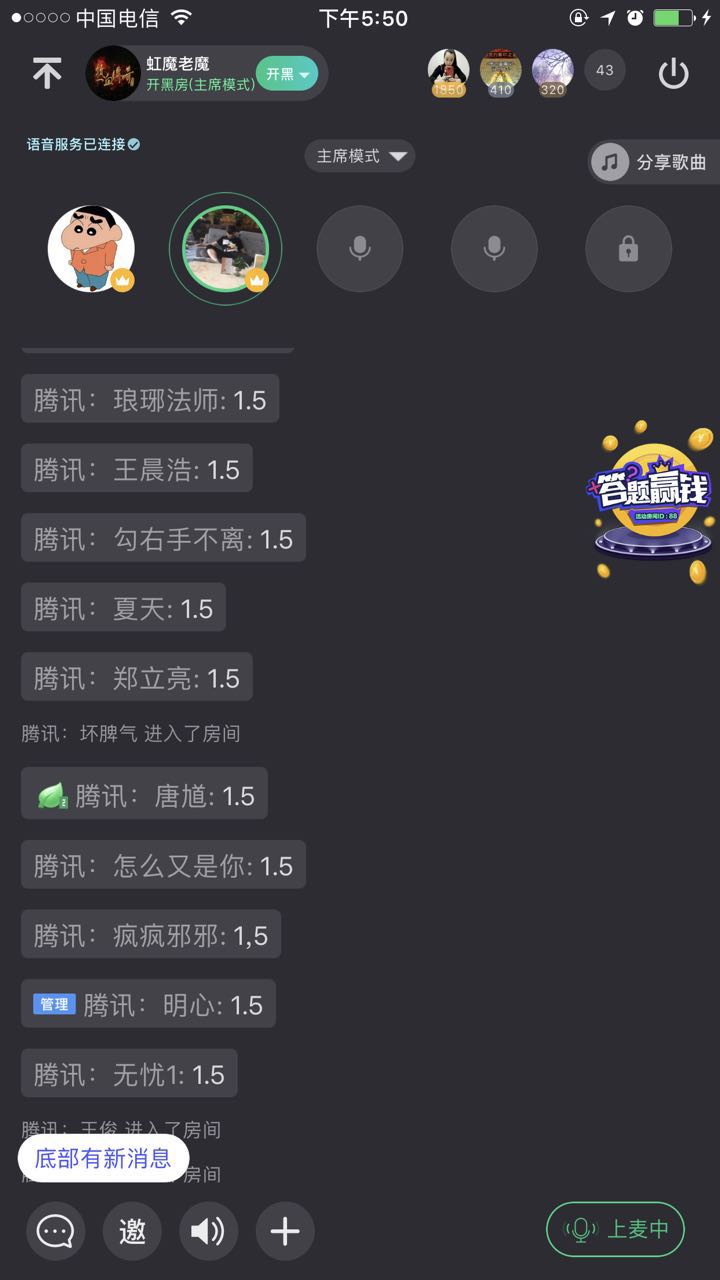 中国电信
下午5:50
虹魔老魔
开黑房(主席模式)
开黑
1850
410
320
43
语音服务已连接
主席模式
分享歌曲
腾讯：琅琊法师: 1.5
腾讯：王晨浩: 1.5
腾讯：勾右手不离: 1.5
答题赢钱
活动房间ID：88
腾讯：夏天: 1.5
腾讯：郑立亮: 1.5
腾讯：坏脾气 进入了房间
腾讯：唐馗: 1.5
腾讯：怎么又是你: 1.5
腾讯：疯疯邪邪: 1,5
管理 腾讯：明心: 1.5
腾讯：无忧1: 1.5
腾讯：王俊 进入了房间
底部有新消息
房间
邀
上麦中